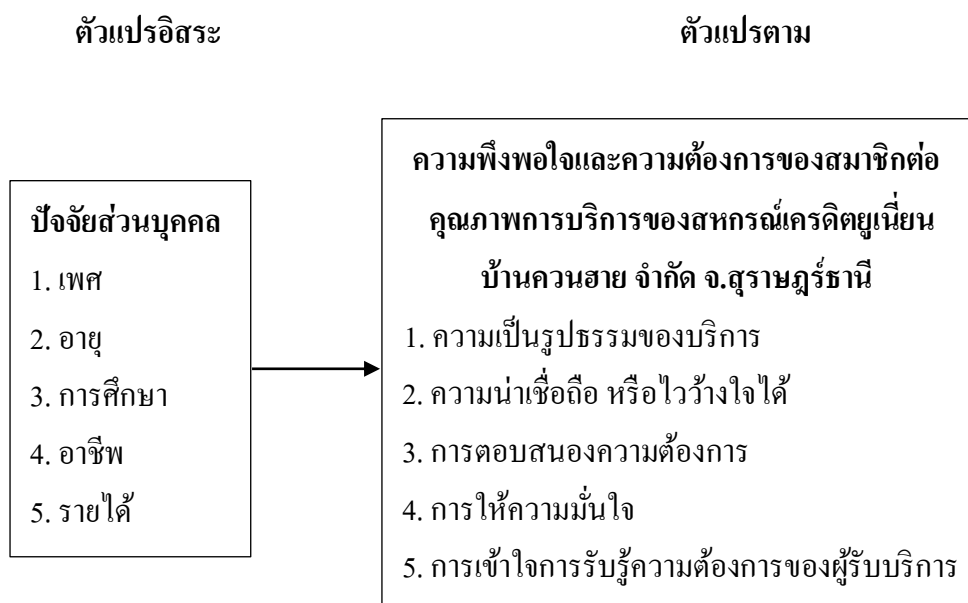 ตัวแปรอิสระ
ตัวแปรตาม
ปัจจัยส่วนบุคคล
1. เพศ
2. อายุ
3. การศึกษา
4. อาชีพ
5. รายได้
ความพึงพอใจและความต้องการของสมาชิกต่อ
คุณภาพการบริการของสหกรณ์เครดิตยูเนี่ยน
บ้านควนฮาย จำกัด จ.สุราษฎร์ธานี
1. ความเป็นรูปธรรมของบริการ
2. ความน่าเชื่อถือ หรือไวว้างใจได้
3. การตอบสนองความต้องการ
4. การให้ความมั่นใจ
5. การเข้าใจการรับรู้ความต้องการของผู้รับบริการ